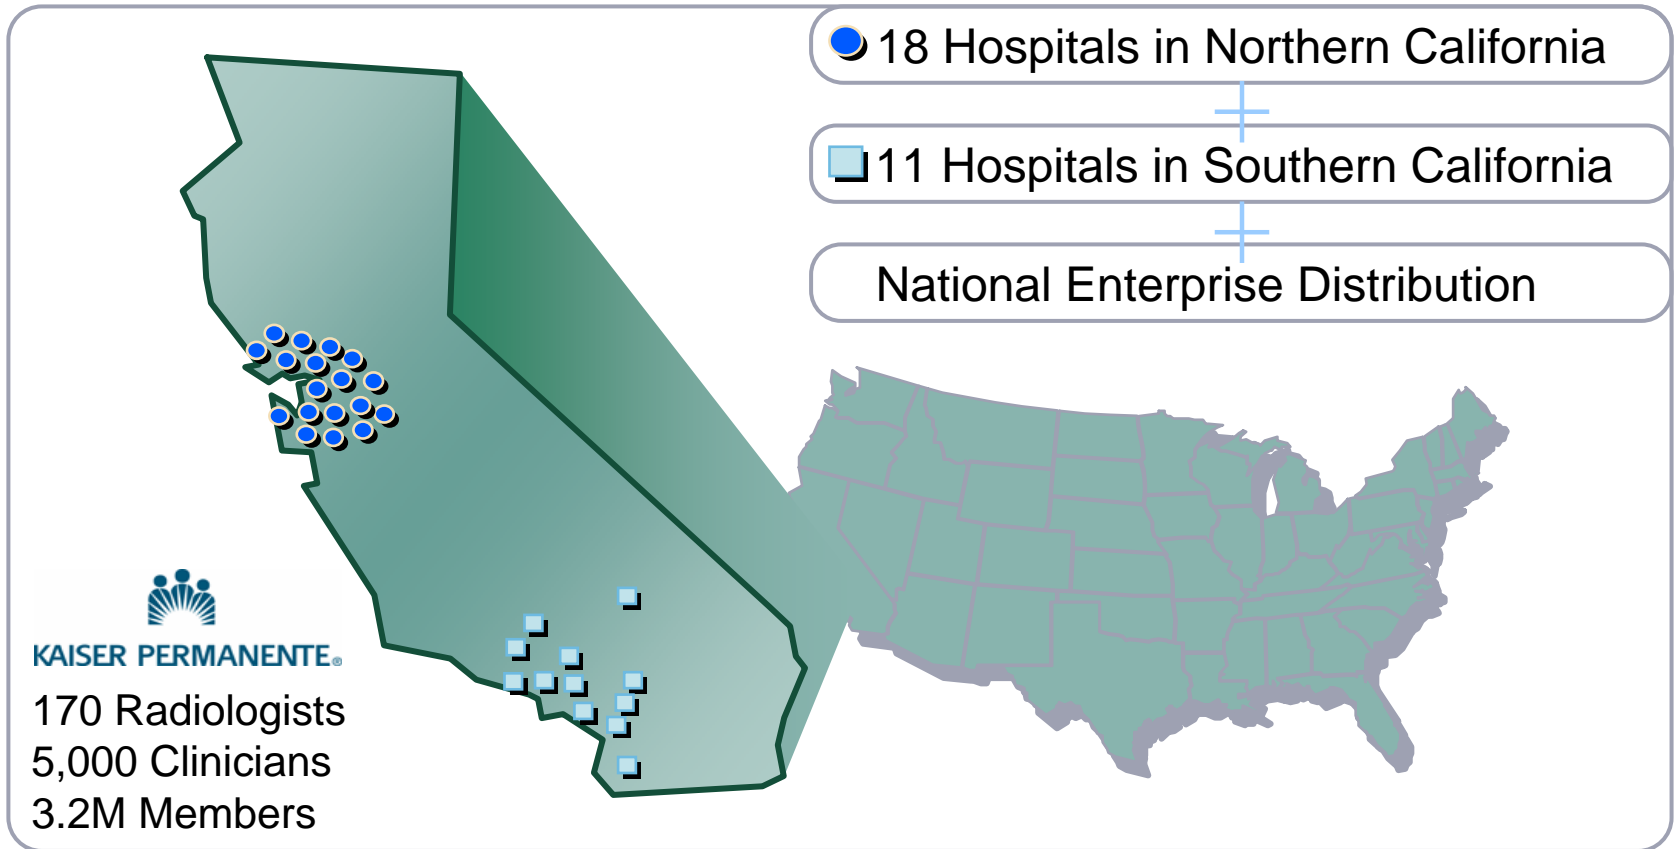 18 Hospitals in Northern California
11 Hospitals in Southern California
National Enterprise Distribution
KAISER PERMANENTE®
170 Radiologists
5,000 Clinicians
3.2M Members